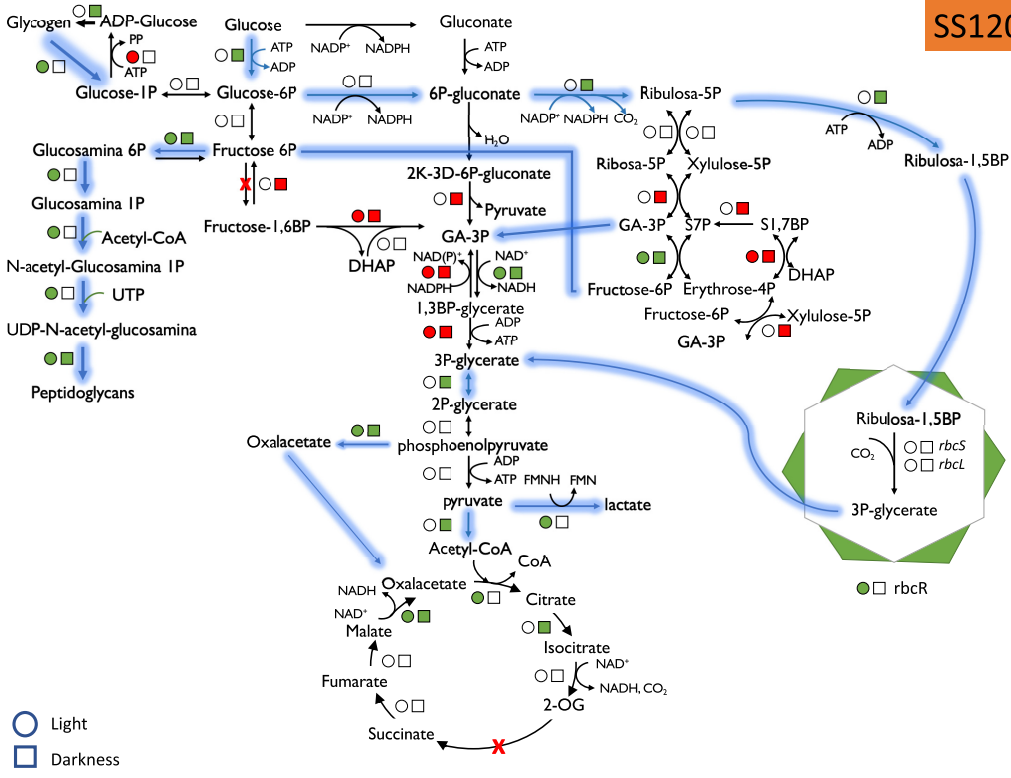 SS120
Glycogen
ADP-Glucose
PP
ATP
Glucose-1P
Glucose
ATP
ADP
Glucose-6P
NADP+
NADPH
Gluconate
ATP
ADP
NADP+
NADPH
6P-gluconate
NADP+ NADPH CO2
Ribulosa-5P
ATP
ADP
Ribulosa-1,5BP
H2O
Glucosamina 6P
Fructose 6P
X
Ribosa-5P
Xylulose-5P
2K-3D-6P-gluconate
Pyruvate
Glucosamina 1P
Acetyl-CoA
Fructose-1,6BP
DHAP
GA-3P
GA-3P
S7P
S1,7BP
DHAP
N-acetyl-Glucosamina 1P
UTP
NAD(P)+
NADPH
NAD+
NADH
Fructose-6P
Erythrose-4P
1,3BP-glycerate
Fructose-6P
Xylulose-5P
GA-3P
UDP-N-acetyl-glucosamina
ADP
ATP
3P-glycerate
Peptidoglycans
2P-glycerate
Oxalacetate
phosphoenolpyruvate
ADP
ATP
FMNH
FMN
pyruvate
lactate
Ribulosa-1,5BP
CO2
rbcS
rbcL
3P-glycerate
rbcR
Acetyl-CoA
CoA
Oxalacetate
NADH
NAD+
Citrate
Malate
Isocitrate
NAD+
NADH, CO2
Fumarate
2-OG
Succinate
X
Light
Darkness